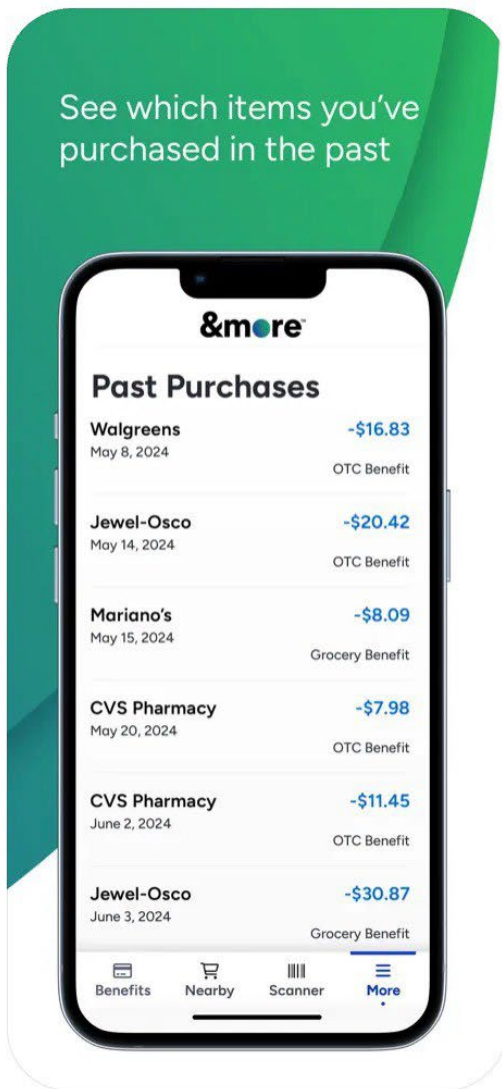 See which items you’ve
purchased in the past
&more™
Past Purchases
Walgreens -$16.83
May 8, 2024
OTC Benefit
Jewel-Osco -$20.42
May 14, 2024
OTC Benefit
Mariano’s -$8.09
May 15, 2024
Grocery Benefit
CVS Pharmacy -$7.98
May 20, 2024
OTC Benefit
CVS Pharmacy -$11.45
June 2, 2024
OTC Benefit
Jewel-Osco -$30.87
June 3, 2024
Grocery Benefit
Benefits Nearby Scanner More